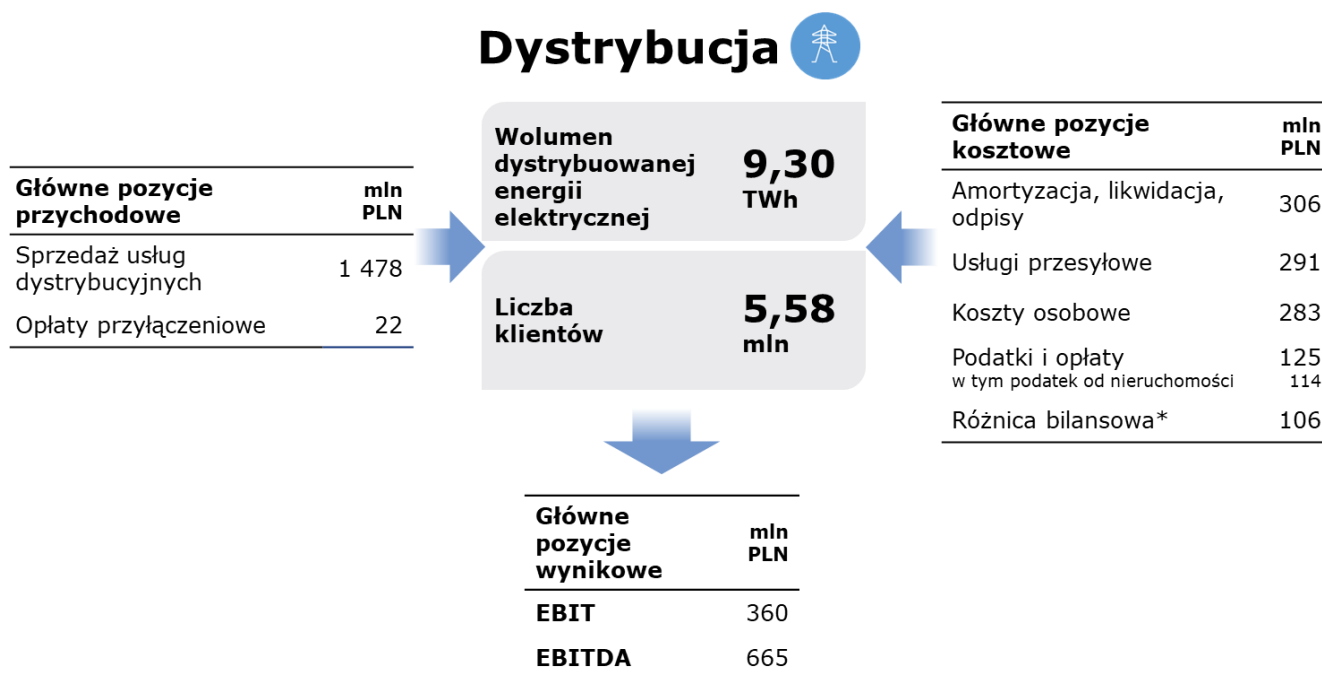 Dystrybucja
Główne pozycje
przychodowe
mln
PLN
Sprzedaż usług
dystrybucyjnych
1 478
Opłaty przyłączeniowe 22
Wolumen
dystrybuowanej
energii
elektrycznej
9,30
TWh
Liczba
klientów
5,58
mln
Główne pozycje
kosztowe
mln
PLN
Amortyzacja, likwidacja,
odpisy
306
Usługi przesyłowe 291
Koszty osobowe 283
Podatki i opłaty 125
w tym podatek od nieruchomości 114
Różnica bilansowa* 106
Główne
pozycje
wynikowe
mln
PLN
EBIT 360
EBITDA 665